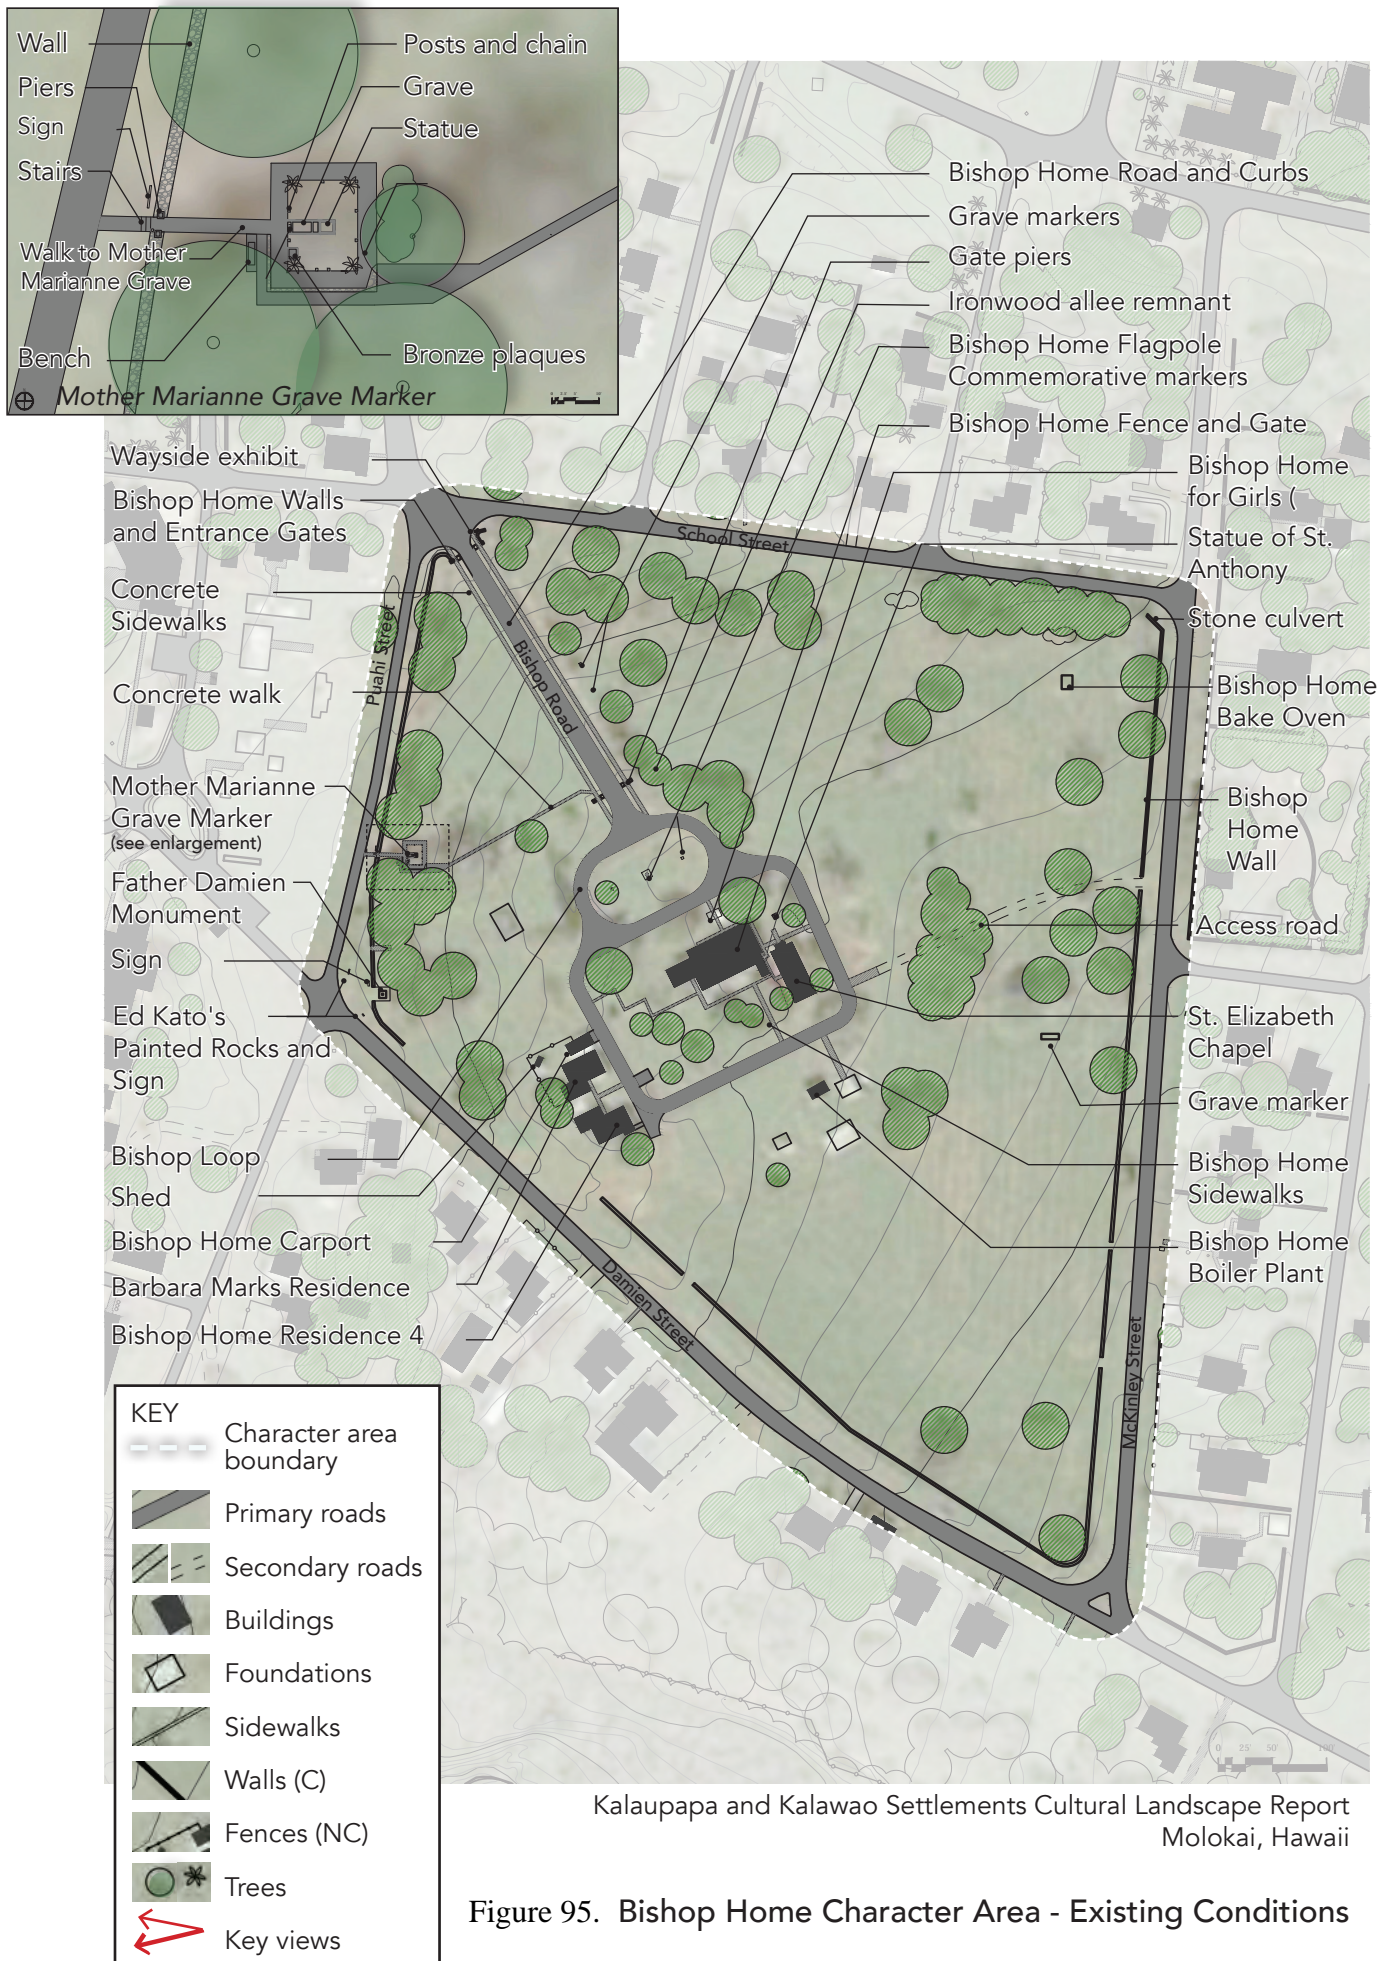 Wall
Piers
Sign
Stairs
Walk to Mother
Marianne Grave
Bench
Posts and chain
Grave
Statue
Bronze plaques
Mother Marianne Grave Marker
Bishop Home Road and Curbs
Grave markers
Gate piers
Ironwood allee remnant
Bishop Home Flagpole
Commemorative markers
Bishop Home Fence and Gate
Bishop Home
for Girls (
Statue of St.
Anthony
Stone culvert
Bishop Home
Bake Oven
Bishop
Home
Wall
Access road
St. Elizabeth
Chapel
Grave marker
Bishop Home
Sidewalks
Bishop Home
Boiler Plant
Wayside exhibit
Bishop Home Walls
and Entrance Gates
Concrete
Sidewalks
Concrete walk
Mother Marianne
Grave Marker
(see enlargement)
Father Damien
Monument
Sign
Ed Kato's
Painted Rocks and
Sign
Bishop Loop
Shed
Bishop Home Carport
Barbara Marks Residence
Bishop Home Residence 4
School Street
Puahi Street
Bishop Road
Damien Street
McKinley Street
KEY
Character area
boundary
Primary roads
Secondary roads
Buildings
Foundations
Sidewalks
Walls (C)
Fences (NC)
Trees
Key views
0 25' 50' 100'
Kalaupapa and Kalawao Settlements Cultural Landscape Report
Molokai, Hawaii
Figure 95. Bishop Home Character Area - Existing Conditions